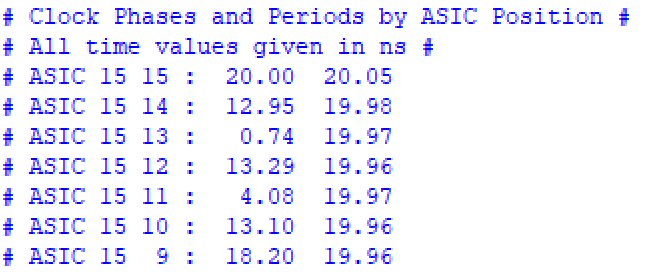 # Clock Phases and Periods by ASIC Position #
# All time values given in ns #
# ASIC 15 15 :  20.00  20.05
# ASIC 15 14 :  12.95  19.98
# ASIC 15 13 :   0.74  19.97
# ASIC 15 12 :  13.29  19.96
# ASIC 15 11 :   4.08  19.97
# ASIC 15 10 :  13.10  19.96
# ASIC 15  9 :  18.20  19.96